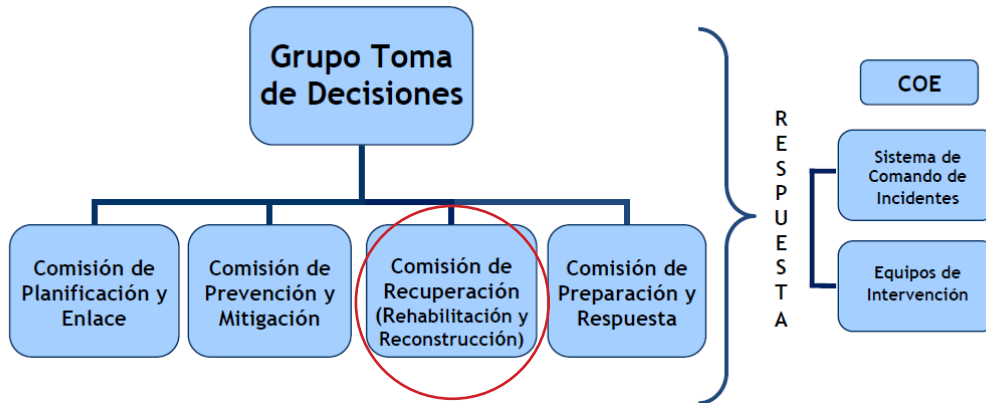 Grupo Toma
de Decisiones
Comisión de
Planificación y
Enlace
Comisión de
Prevención y
Mitigación
Comisión de
Recuperación
(Rehabilitación y
Reconstrucción)
Comisión de
Preparación y
Respuesta
R
E
S
P
U
E
S
T
A
COE
Sistema de
Comando de
Incidentes
Equipos de
Intervención